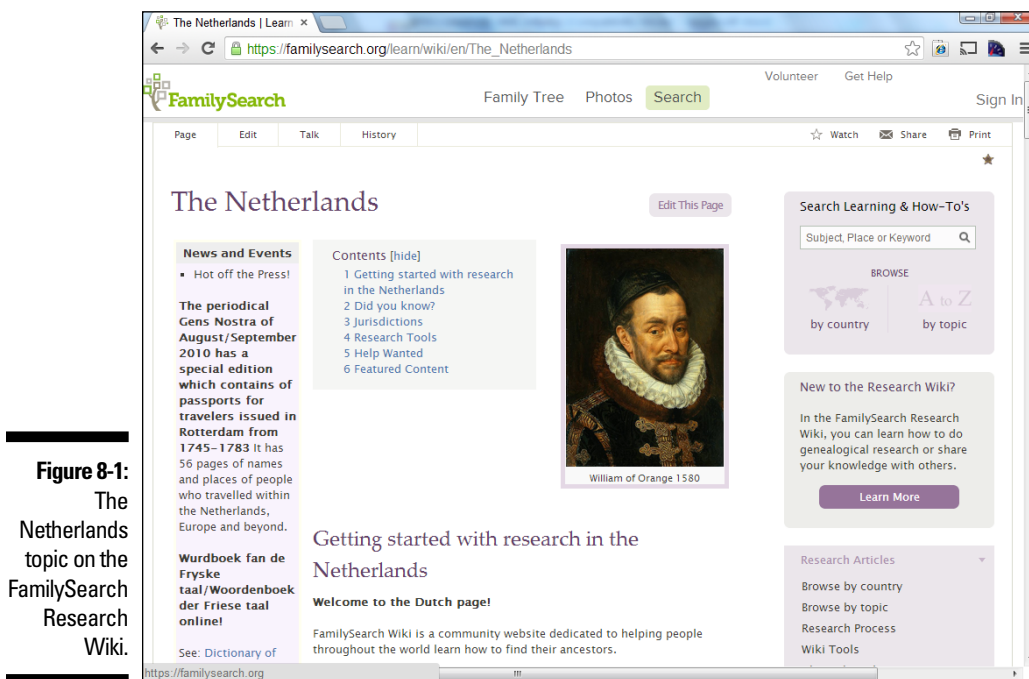 The Netherlands | Learn ×
https://familysearch.org/learn/wiki/en/The_Netherlands
Volunteer Get Help
FamilySearch
Family Tree Photos Search
Sign In
Page Edit Talk History
Watch Share Print
The Netherlands
Edit This Page
News and Events
Hot off the Press!
The periodical
Gens Nostra of
August/September
2010 has a
special edition
which contains of
passports for
travelers issued in
Rotterdam from
1745–1783 It has
56 pages of names
and places of people
who travelled within
the Netherlands,
Europe and beyond.
Wurdboek fan de
Fryske
taal/Woordenboek
der Friese taal
online!
See: Dictionary of
Contents [hide]
1 Getting started with research
in the Netherlands
2 Did you know?
3 Jurisdictions
4 Research Tools
5 Help Wanted
6 Featured Content
William of Orange 1580
Getting started with research in the
Netherlands
Welcome to the Dutch page!
FamilySearch Wiki is a community website dedicated to helping people
throughout the world learn how to find their ancestors.
Search Learning & How-To's
Subject, Place or Keyword
BROWSE
A to Z
by country by topic
New to the Research Wiki?
In the FamilySearch Research
Wiki, you can learn how to do
genealogical research or share
your knowledge with others.
Learn More
Research Articles
Browse by country
Browse by topic
Research Process
Wiki Tools
https://familysearch.org
Figure 8-1:
The
Netherlands
topic on the
FamilySearch
Research
Wiki.